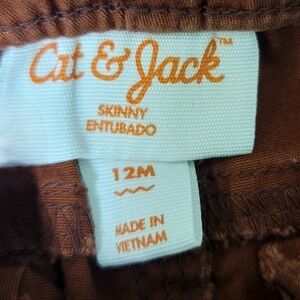 Cat & Jack™
SKINNY
ENTUBADO
12M
MADE IN
VIETNAM